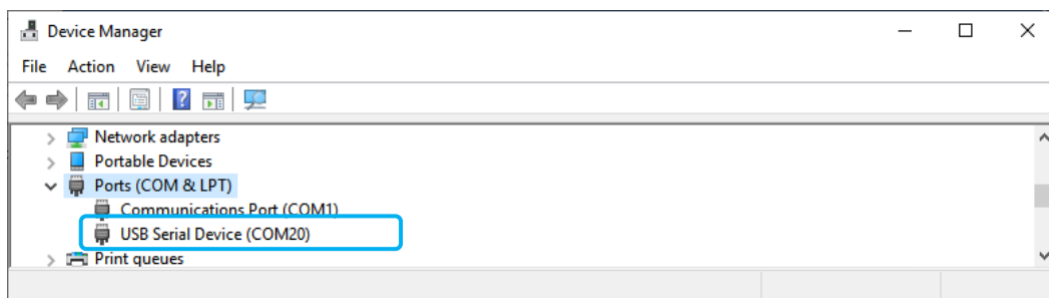 Device Manager
File Action View Help
Network adapters
Portable Devices
Ports (COM & LPT)
Communications Port (COM1)
USB Serial Device (COM20)
Print queues